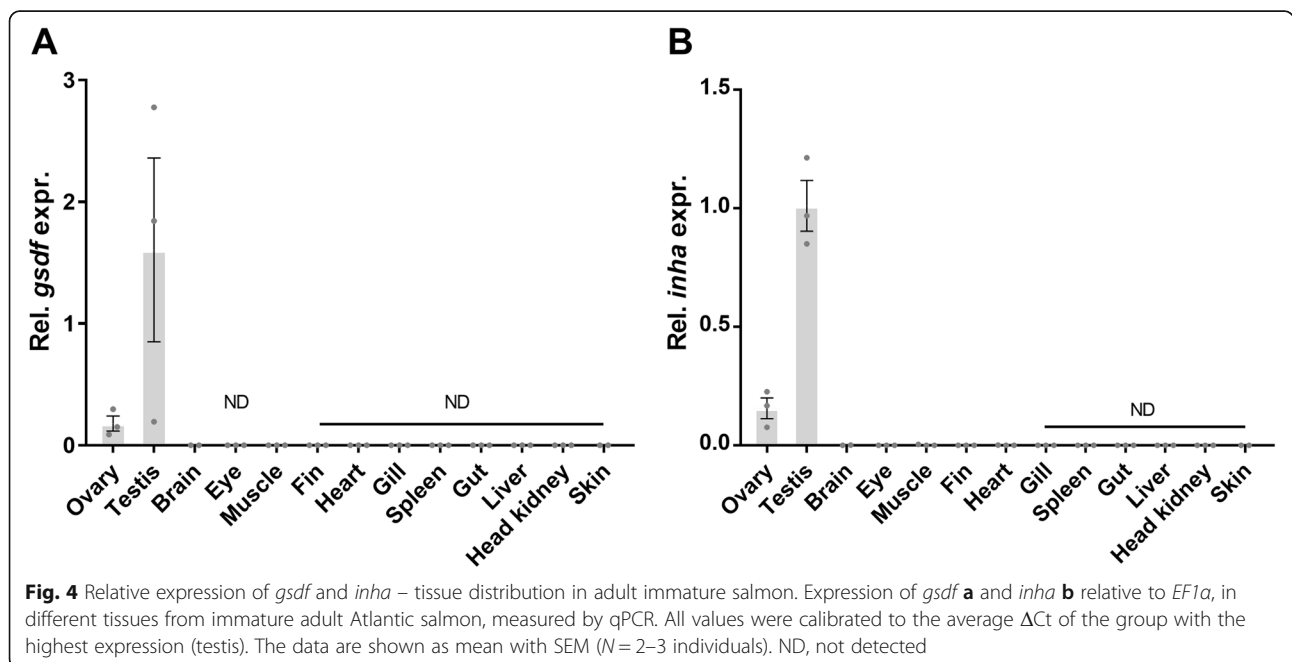 A
B
3
2
1
0
Rel. gsdf expr.
ND
ND
Ovary
Testis
Brain
Eye
Muscle
Fin
Heart
Gill
Spleen
Gut
Liver
Head kidney
Skin
1.5
1.0
0.5
0.0
Rel. inha expr.
ND
Ovary
Testis
Brain
Eye
Muscle
Fin
Heart
Gill
Spleen
Gut
Liver
Head kidney
Skin
Fig. 4 Relative expression of gsdf and inha – tissue distribution in adult immature salmon. Expression of gsdf a and inha b relative to EF1α, in
different tissues from immature adult Atlantic salmon, measured by qPCR. All values were calibrated to the average ΔCt of the group with the
highest expression (testis). The data are shown as mean with SEM (N = 2–3 individuals). ND, not detected